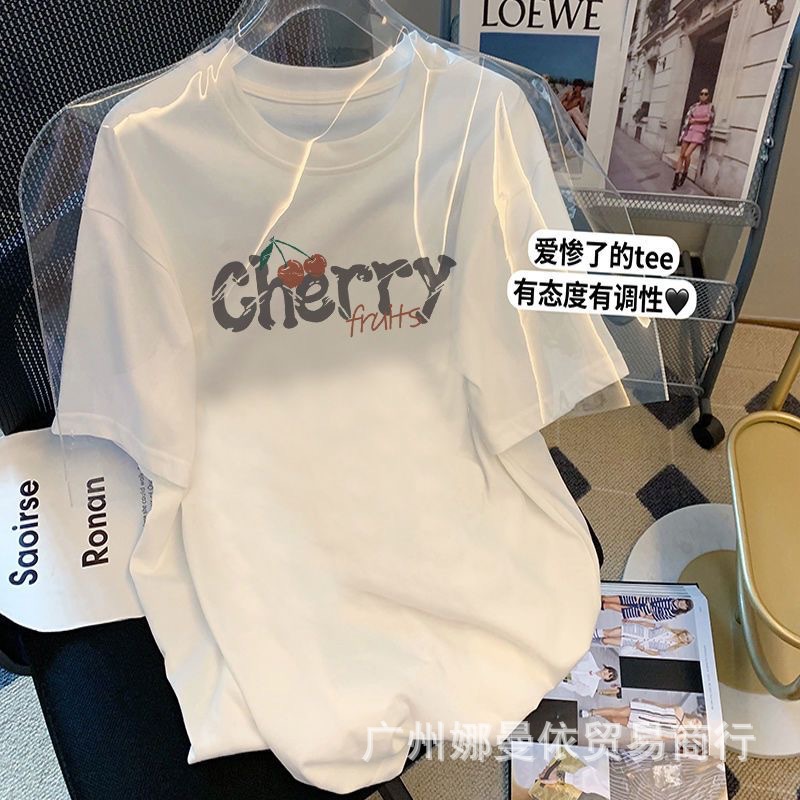 LOEWE
Cherry
fruits
爱惨了的tee
有态度有调性🖤
Saoirse
Ronan
广州娜曼依贸易商行